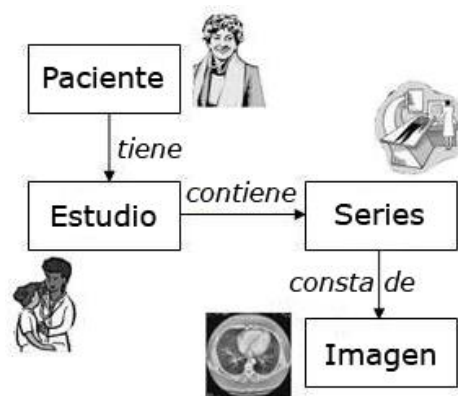 Paciente
tiene
Estudio
contiene
Series
consta de
Imagen